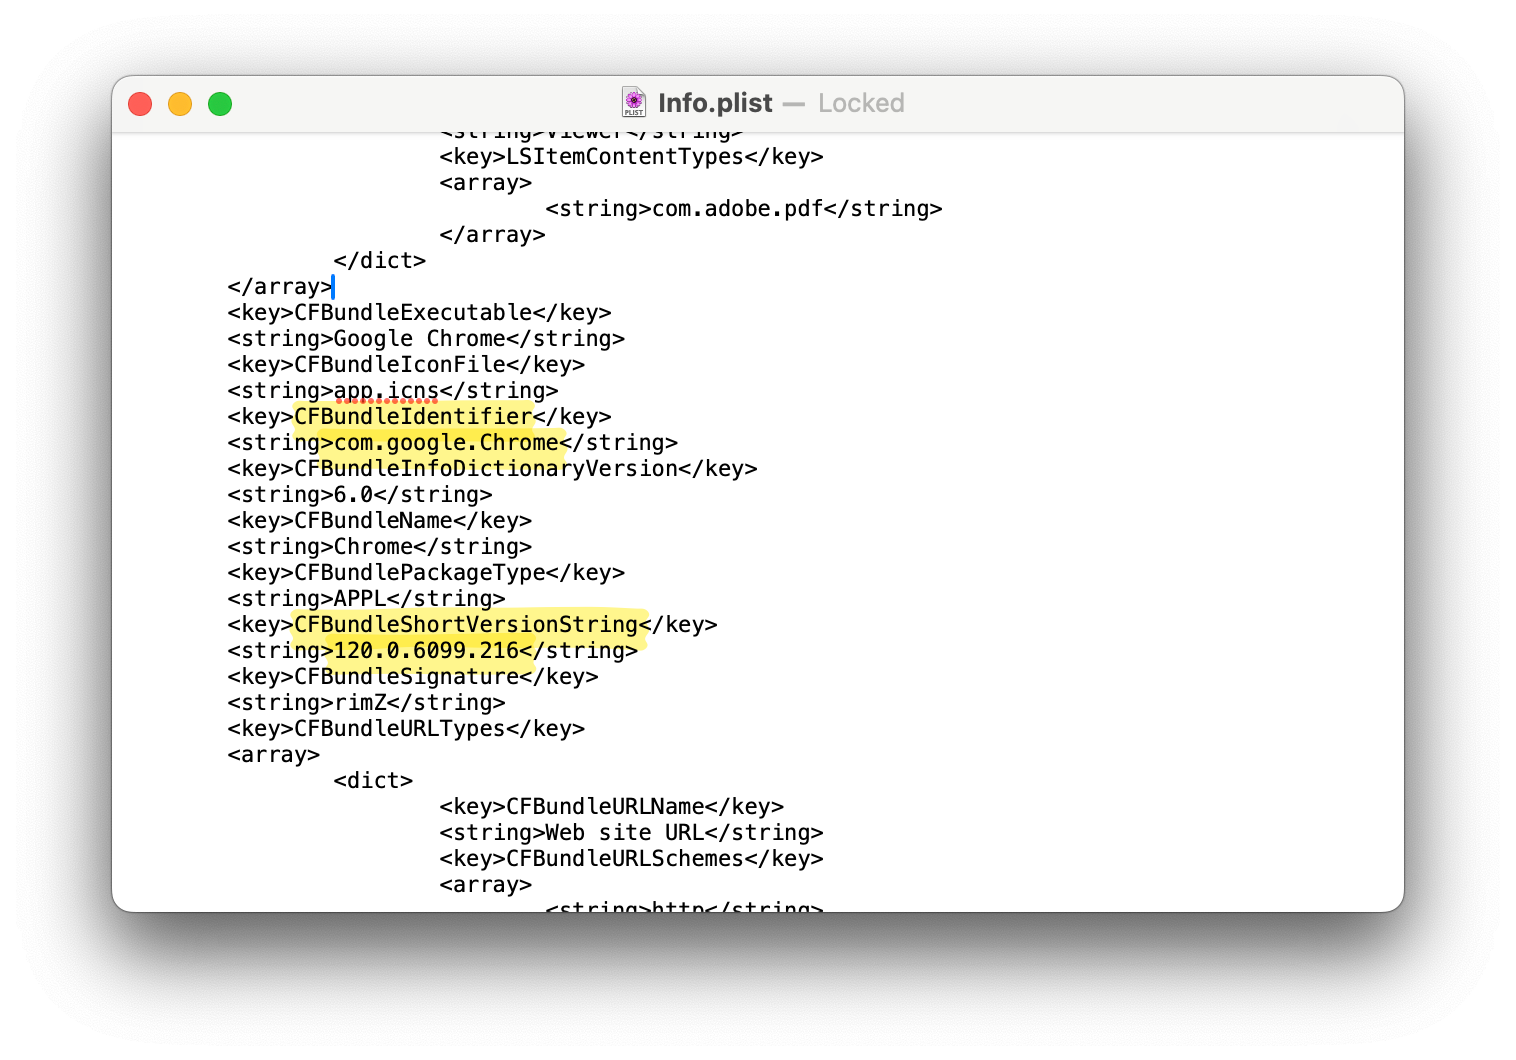 Info.plist — Locked
PLIST
<string>Viewer</string>
<key>LSItemContentTypes</key>
<array>
<string>com.adobe.pdf</string>
</array>
</dict>
</array>
<key>CFBundleExecutable</key>
<string>Google Chrome</string>
<key>CFBundleIconFile</key>
<string>app.icns</string>
<key>CFBundleIdentifier</key>
<string>com.google.Chrome</string>
<key>CFBundleInfoDictionaryVersion</key>
<string>6.0</string>
<key>CFBundleName</key>
<string>Chrome</string>
<key>CFBundlePackageType</key>
<string>APPL</string>
<key>CFBundleShortVersionString</key>
<string>120.0.6099.216</string>
<key>CFBundleSignature</key>
<string>rimZ</string>
<key>CFBundleURLTypes</key>
<array>
<dict>
<key>CFBundleURLName</key>
<string>Web site URL</string>
<key>CFBundleURLSchemes</key>
<array>
<string>http</string>